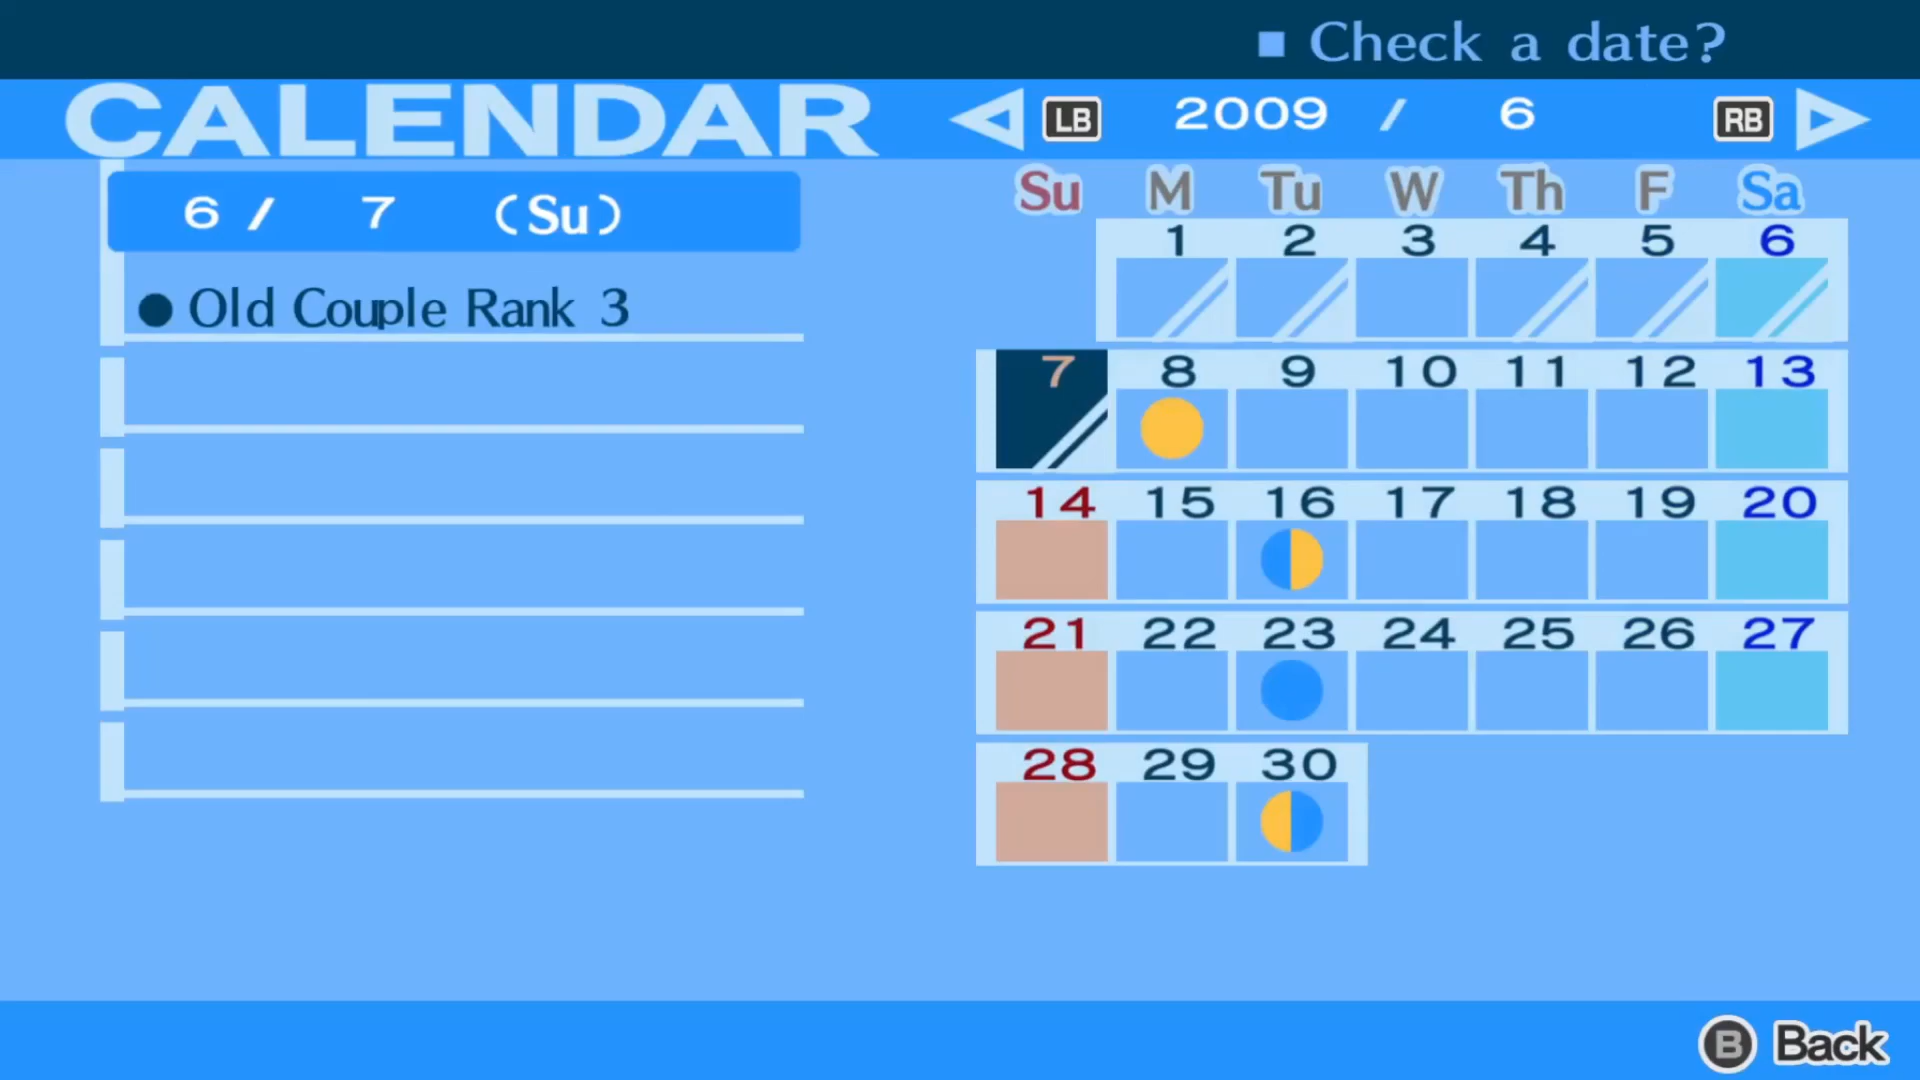 ■ Check a date?
CALENDAR
LB 2009 / 6 RB
6 / 7 (Su)
● Old Couple Rank 3
Su M Tu W Th F Sa
1 2 3 4 5 6
7 8 9 10 11 12 13
14 15 16 17 18 19 20
21 22 23 24 25 26 27
28 29 30
B Back